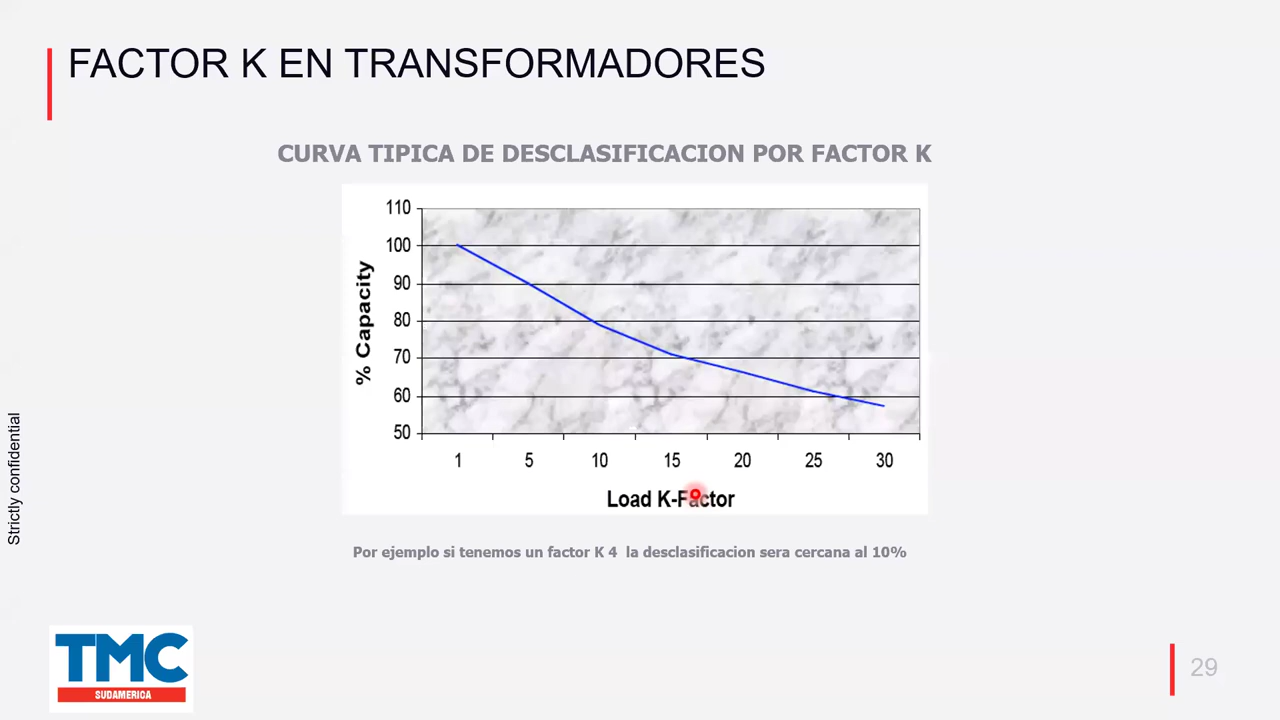 FACTOR K EN TRANSFORMADORES
CURVA TIPICA DE DESCLASIFICACION POR FACTOR K
110
100
90
80
70
60
50
% Capacity
1 5 10 15 20 25 30
Load K-Factor
Por ejemplo si tenemos un factor K 4 la desclasificacion sera cercana al 10%
Strictly confidential
TMC
SUDAMERICA
29